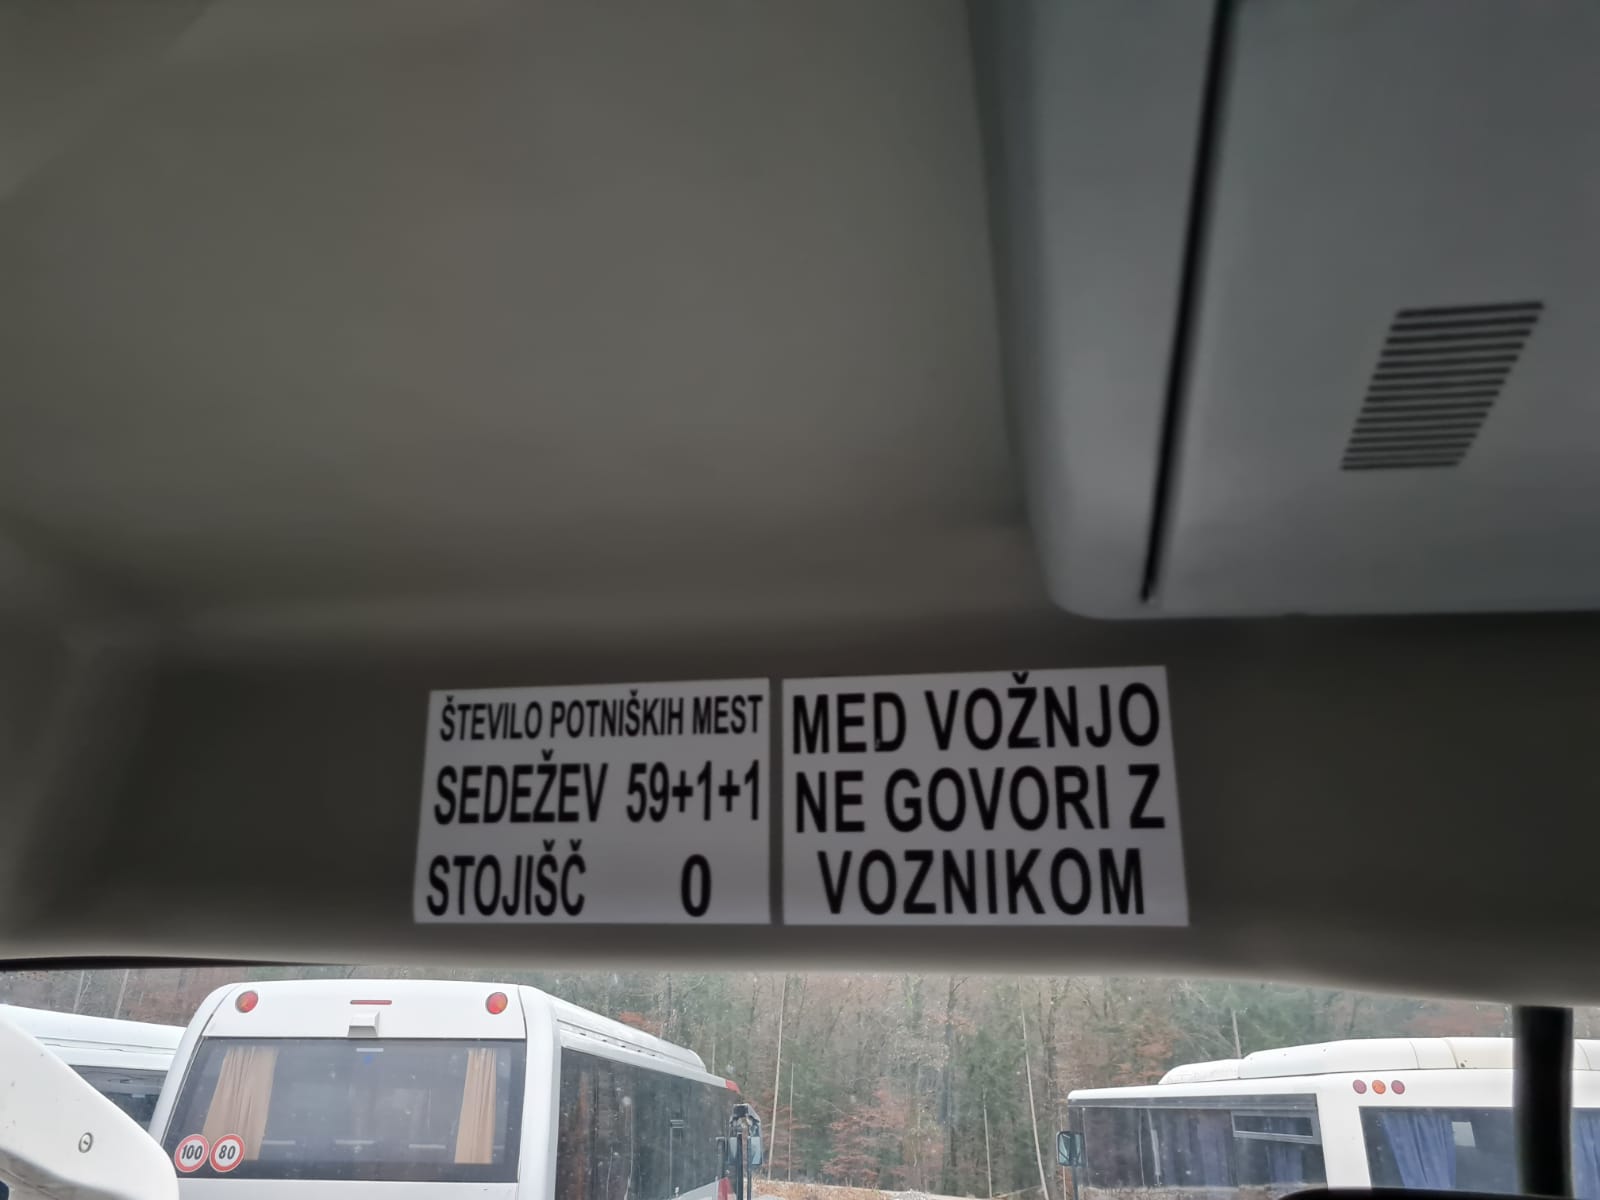 ŠTEVILO POTNIŠKIH MEST
SEDEŽEV 59+1+1
STOJIŠČ 0
MED VOŽNJO
NE GOVORI Z
VOZNIKOM
100 80